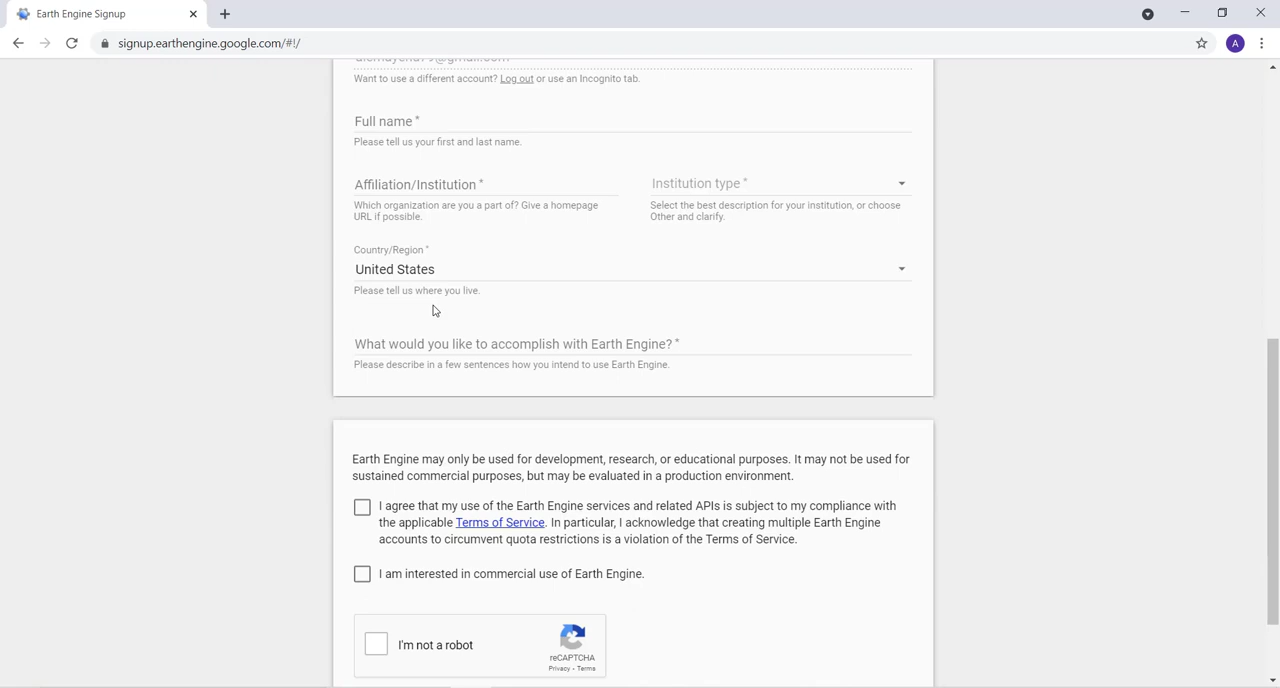 Earth Engine Signup
signup.earthengine.google.com/#!/
A
Want to use a different account? Log out or use an Incognito tab.
Full name *
Please tell us your first and last name.
Affiliation/Institution *
Institution type *
Which organization are you a part of? Give a homepage
URL if possible.
Select the best description for your institution, or choose
Other and clarify.
Country/Region *
United States
Please tell us where you live.
What would you like to accomplish with Earth Engine? *
Please describe in a few sentences how you intend to use Earth Engine.
Earth Engine may only be used for development, research, or educational purposes. It may not be used for
sustained commercial purposes, but may be evaluated in a production environment.
I agree that my use of the Earth Engine services and related APIs is subject to my compliance with
the applicable Terms of Service. In particular, I acknowledge that creating multiple Earth Engine
accounts to circumvent quota restrictions is a violation of the Terms of Service.
I am interested in commercial use of Earth Engine.
I'm not a robot
reCAPTCHA
Privacy - Terms